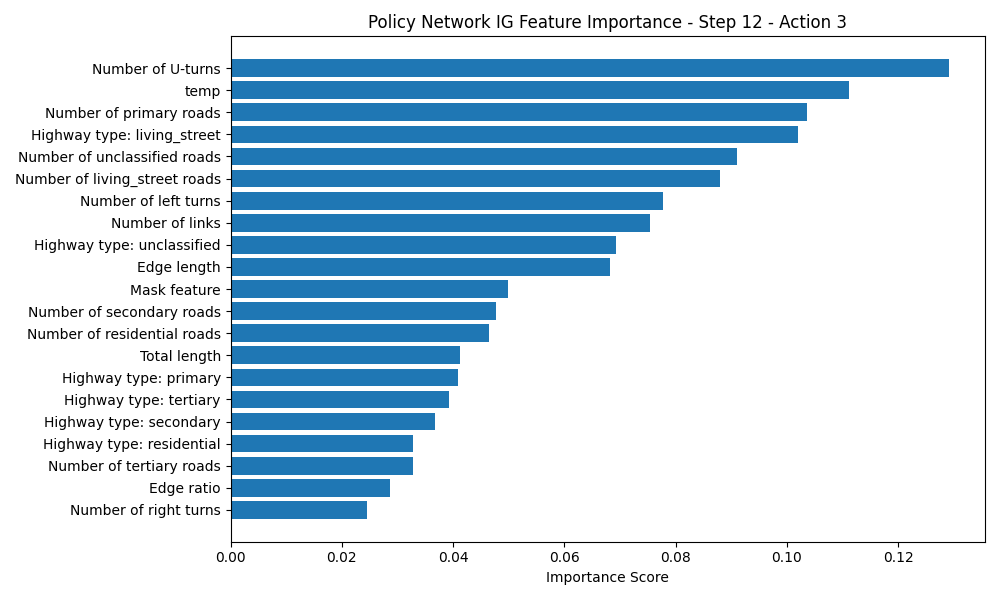 Policy Network IG Feature Importance - Step 12 - Action 3
Number of U-turns
temp
Number of primary roads
Highway type: living_street
Number of unclassified roads
Number of living_street roads
Number of left turns
Number of links
Highway type: unclassified
Edge length
Mask feature
Number of secondary roads
Number of residential roads
Total length
Highway type: primary
Highway type: tertiary
Highway type: secondary
Highway type: residential
Number of tertiary roads
Edge ratio
Number of right turns
0.00 0.02 0.04 0.06 0.08 0.10 0.12
Importance Score